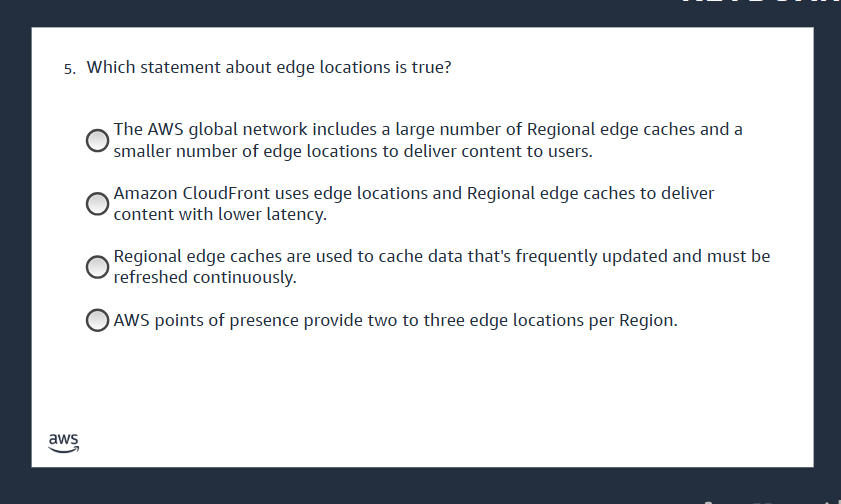 5. Which statement about edge locations is true?
The AWS global network includes a large number of Regional edge caches and a
smaller number of edge locations to deliver content to users.
Amazon CloudFront uses edge locations and Regional edge caches to deliver
content with lower latency.
Regional edge caches are used to cache data that's frequently updated and must be
refreshed continuously.
AWS points of presence provide two to three edge locations per Region.
aws